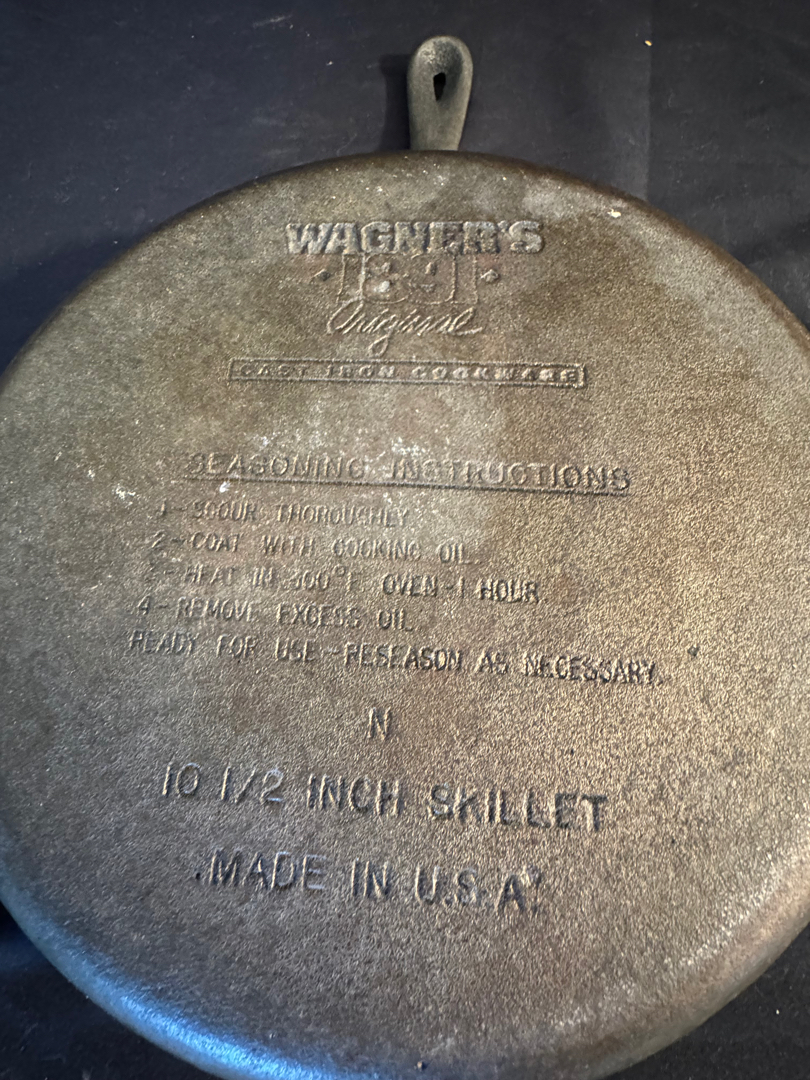 WAGNER'S
• 1891 •
Original
CAST IRON COOKWARE
SEASONING INSTRUCTIONS
1-SCOUR THOROUGHLY
2-COAT WITH COOKING OIL
3-HEAT IN 300°F OVEN-1 HOUR
4-REMOVE EXCESS OIL
READY FOR USE-RESEASON AS NECESSARY.
N
10 1/2 INCH SKILLET
MADE IN U.S.A.